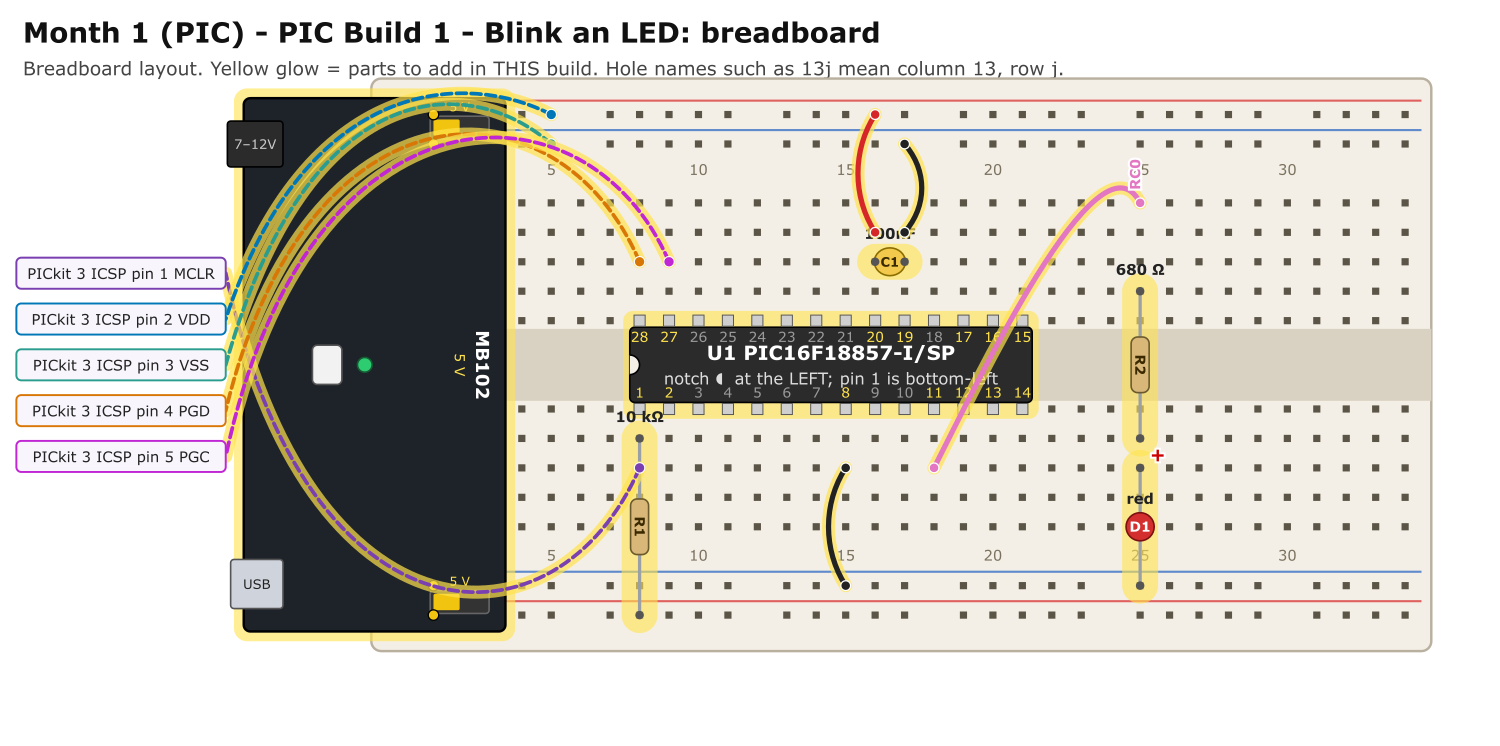 Month 1 (PIC) - PIC Build 1 - Blink an LED: breadboard
Breadboard layout. Yellow glow = parts to add in THIS build. Hole names such as 13j mean column 13, row j.
7–12V
5 10 15 20 25 30
RC0
100nF
C1
680 Ω
PICkit 3 ICSP pin 1 MCLR
PICkit 3 ICSP pin 2 VDD
PICkit 3 ICSP pin 3 VSS
PICkit 3 ICSP pin 4 PGD
PICkit 3 ICSP pin 5 PGC
MB102
5 V
28 27 26 25 24 23 22 21 20 19 18 17 16 15
U1 PIC16F18857-I/SP
notch ◖ at the LEFT; pin 1 is bottom-left
1 2 3 4 5 6 7 8 9 10 11 12 13 14
R2
10 kΩ
+
red
R1
D1
5 10 15 20 25 30
USB
5 V